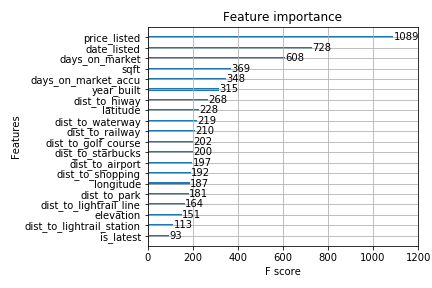 Feature importance
price_listed 1089
date_listed 728
days_on_market 608
sqft 369
days_on_market_accu 348
year_built 315
dist_to_hiway 268
latitude 228
dist_to_waterway 219
dist_to_railway 210
dist_to_golf_course 202
dist_to_starbucks 200
dist_to_airport 197
dist_to_shopping 192
longitude 187
dist_to_park 181
dist_to_lightrail_line 164
elevation 151
dist_to_lightrail_station 113
is_latest 93
Features
0 200 400 600 800 1000 1200
F score